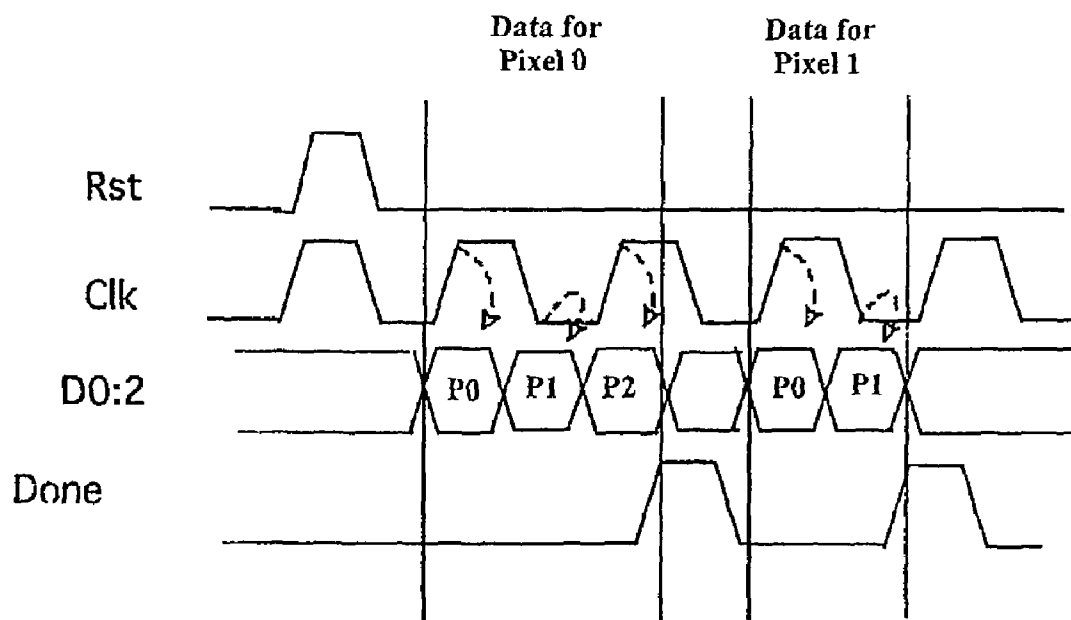 Data for
Pixel 0
Data for
Pixel 1
Rst
Clk
D0:2
P0 P1 P2 P0 P1
Done